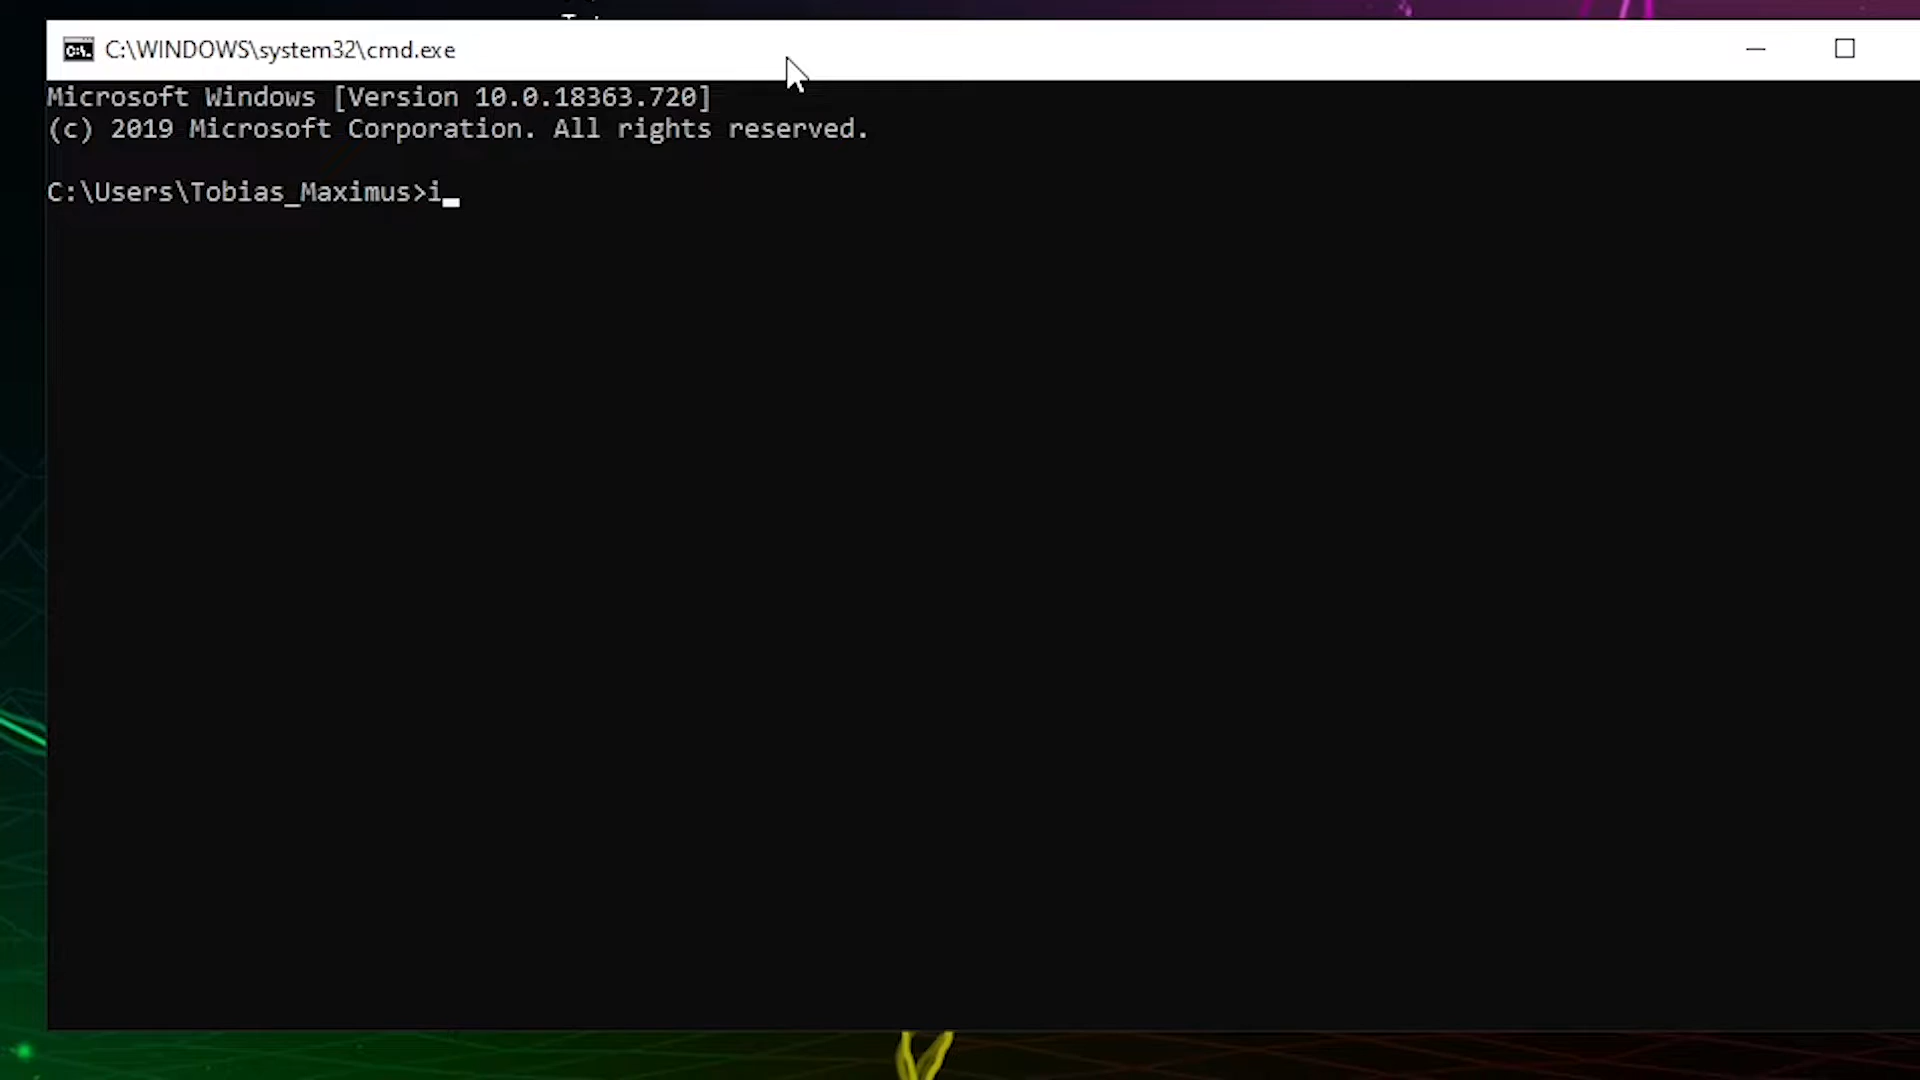 C:\WINDOWS\system32\cmd.exe
Microsoft Windows [Version 10.0.18363.720]
(c) 2019 Microsoft Corporation. All rights reserved.
C:\Users\Tobias_Maximus>i